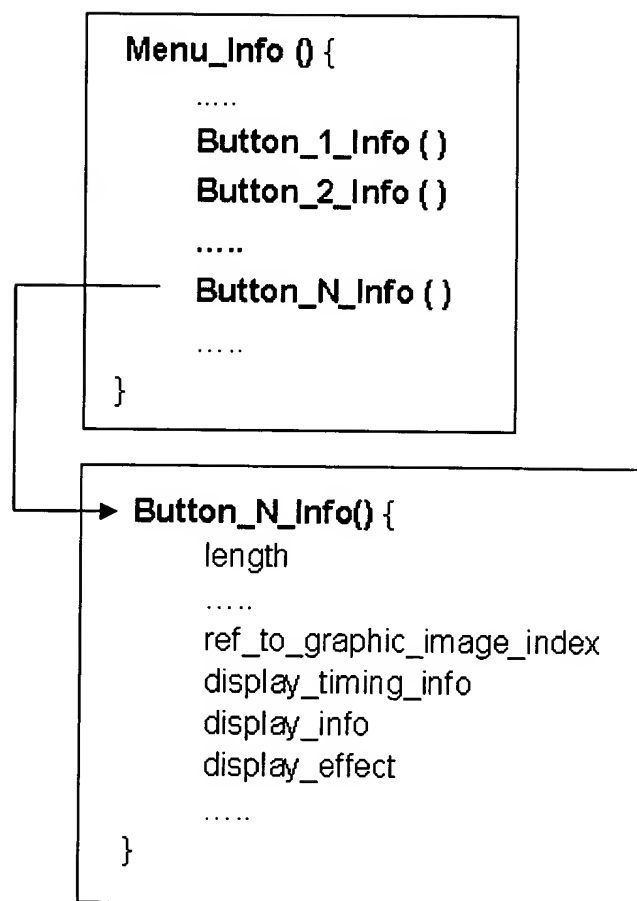 Menu_Info () {
.....
Button_1_Info ( )
Button_2_Info ( )
.....
Button_N_Info ( )
.....
}
Button_N_Info() {
length
.....
ref_to_graphic_image_index
display_timing_info
display_info
display_effect
.....
}